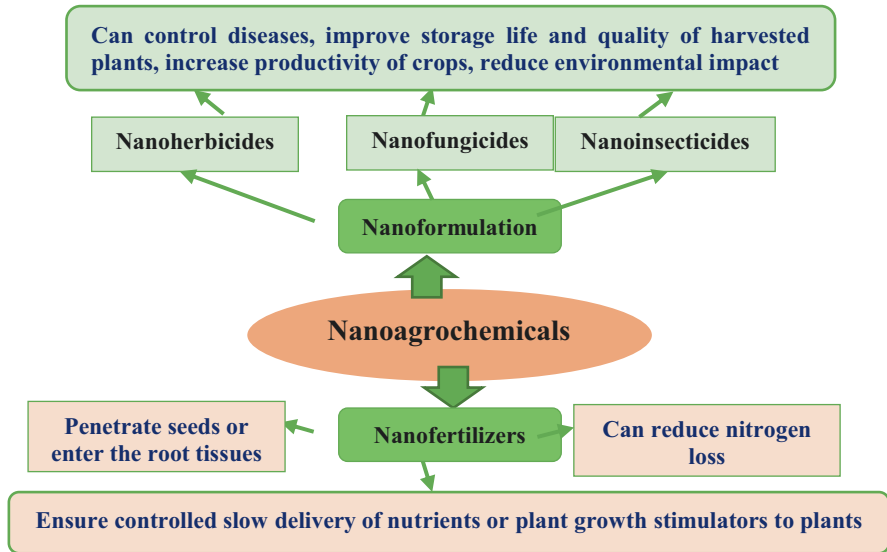 Can control diseases, improve storage life and quality of harvested
plants, increase productivity of crops, reduce environmental impact
Nanoherbicides
Nanofungicides
Nanoinsecticides
Nanoformulation
Nanoagrochemicals
Penetrate seeds or
enter the root tissues
Nanofertilizers
Can reduce nitrogen
loss
Ensure controlled slow delivery of nutrients or plant growth stimulators to plants